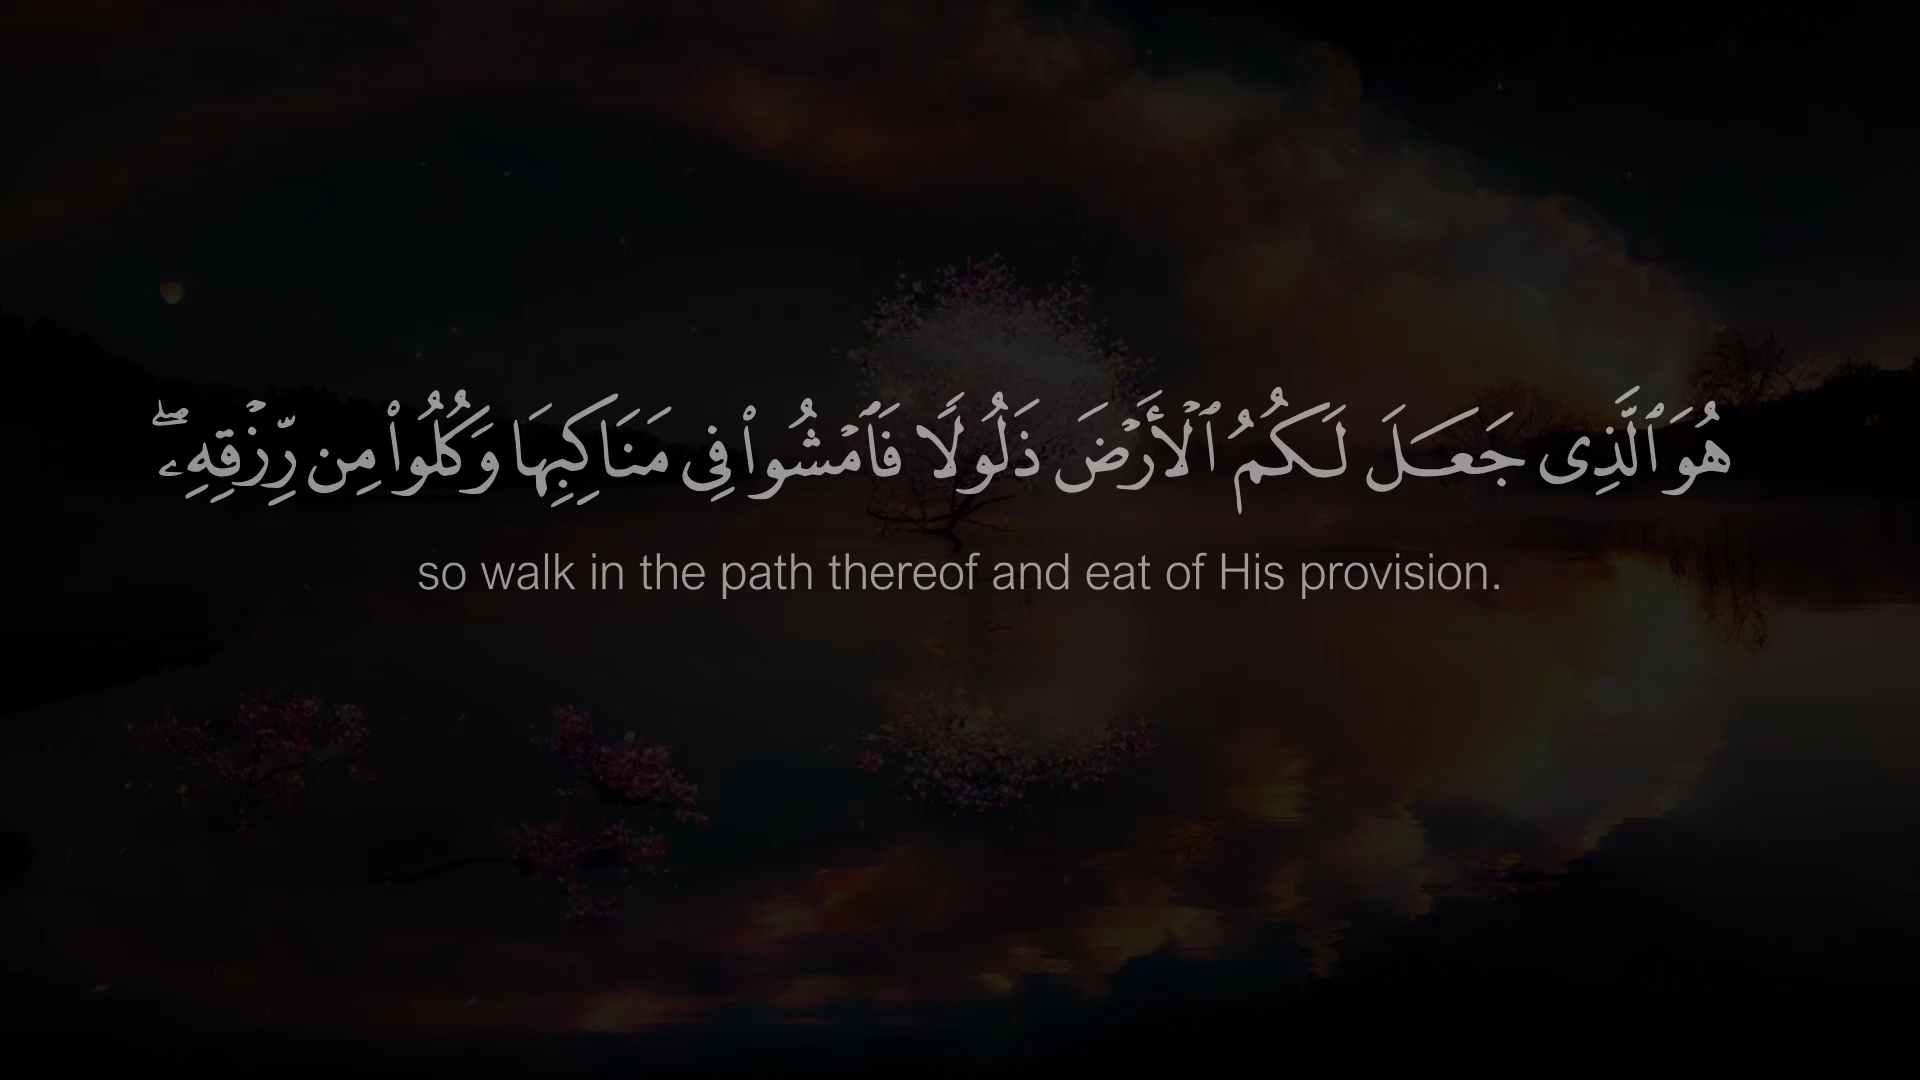 هُوَ ٱلَّذِى جَعَلَ لَكُمُ ٱلْأَرْضَ ذَلُولًا فَٱمْشُوا۟ فِى مَنَاكِبِهَا وَكُلُوا۟ مِن رِّزْقِهِۦ ۖ
so walk in the path thereof and eat of His provision.